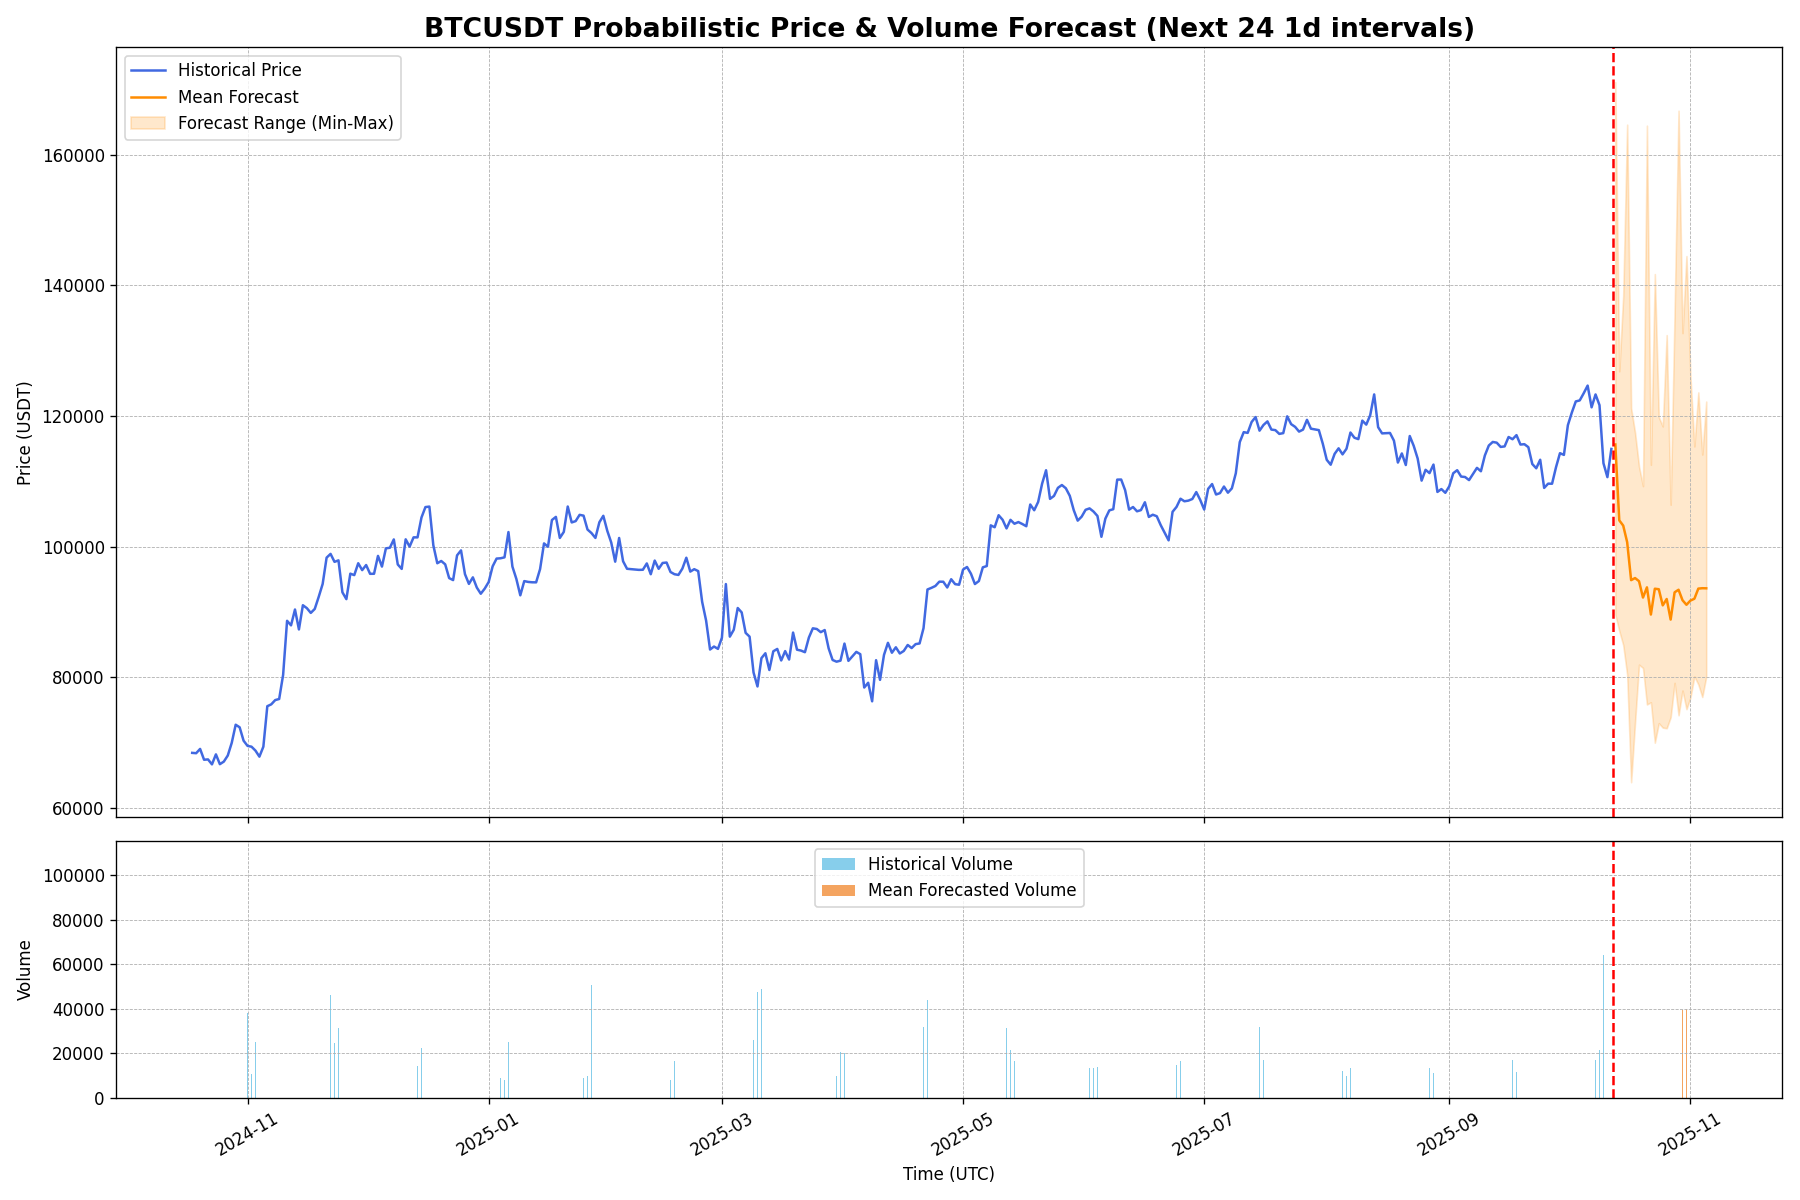 BTCUSDT Probabilistic Price & Volume Forecast (Next 24 1d intervals)
Historical Price
Mean Forecast
Forecast Range (Min-Max)
Price (USDT)
160000
140000
120000
100000
80000
60000
Historical Volume
Mean Forecasted Volume
Volume
100000
80000
60000
40000
20000
0
2024-11
2025-01
2025-03
2025-05
2025-07
2025-09
2025-11
Time (UTC)